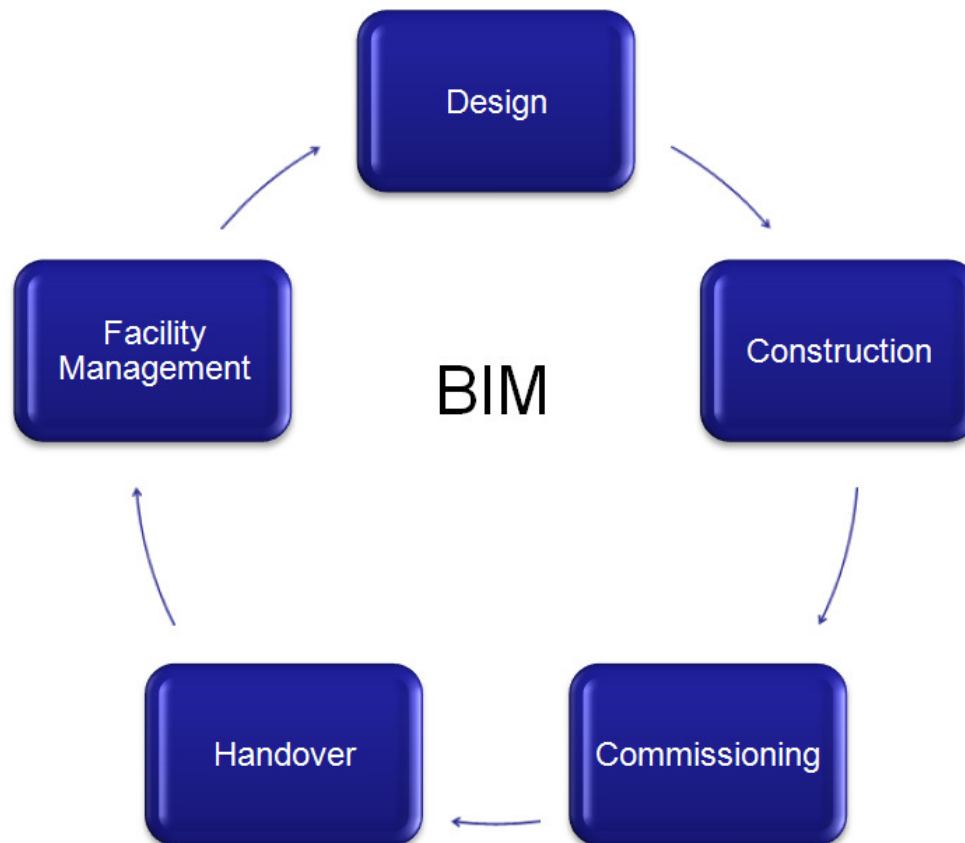 Design
Construction
Commissioning
Handover
Facility
Management
BIM